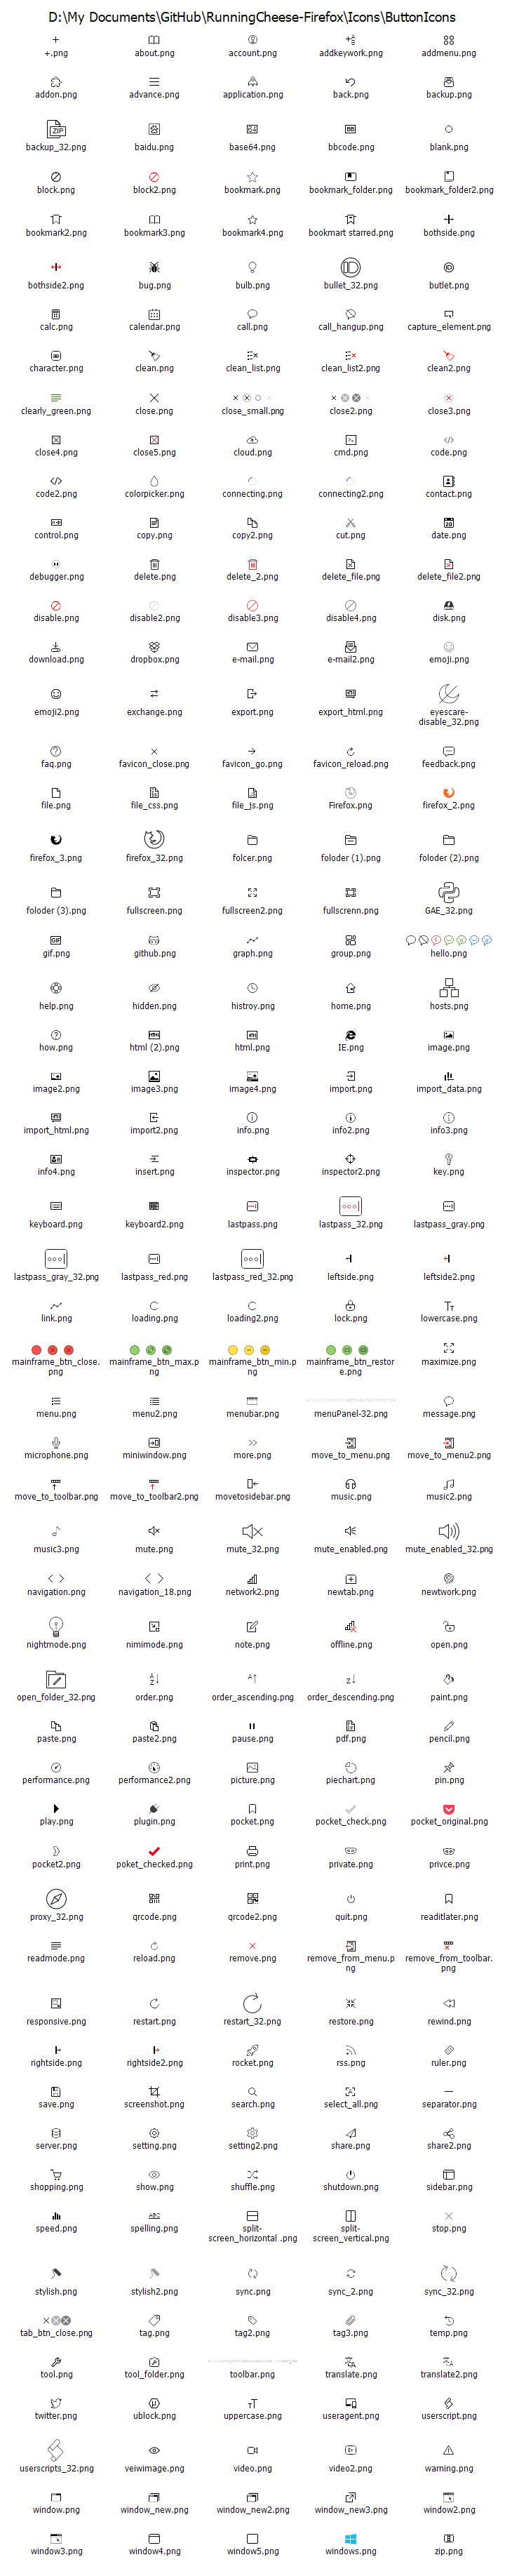 D:\My Documents\GitHub\RunningCheese-Firefox\Icons\ButtonIcons
+.png about.png account.png addkeywork.png addmenu.png
addon.png advance.png application.png back.png backup.png
backup_32.png baidu.png base64.png bbcode.png blank.png
block.png block2.png bookmark.png bookmark_folder.png bookmark_folder2.png
bookmark2.png bookmark3.png bookmark4.png bookmart starred.png bothside.png
bothside2.png bug.png bulb.png bullet_32.png butlet.png
calc.png calendar.png call.png call_hangup.png capture_element.png
character.png clean.png clean_list.png clean_list2.png clean2.png
clearly_green.png close.png close_small.png close2.png close3.png
close4.png close5.png cloud.png cmd.png code.png
code2.png colorpicker.png connecting.png connecting2.png contact.png
control.png copy.png copy2.png cut.png date.png
debugger.png delete.png delete_2.png delete_file.png delete_file2.png
disable.png disable2.png disable3.png disable4.png disk.png
download.png dropbox.png e-mail.png e-mail2.png emoji.png
emoji2.png exchange.png export.png export_html.png eyescare-
disable_32.png
faq.png favicon_close.png favicon_go.png favicon_reload.png feedback.png
file.png file_css.png file_js.png Firefox.png firefox_2.png
firefox_3.png firefox_32.png folcer.png foloder (1).png foloder (2).png
foloder (3).png fullscreen.png fullscreen2.png fullscrenn.png GAE_32.png
gif.png github.png graph.png group.png hello.png
help.png hidden.png histroy.png home.png hosts.png
how.png html (2).png html.png IE.png image.png
image2.png image3.png image4.png import.png import_data.png
import_html.png import2.png info.png info2.png info3.png
info4.png insert.png inspector.png inspector2.png key.png
keyboard.png keyboard2.png lastpass.png lastpass_32.png lastpass_gray.png
lastpass_gray_32.png lastpass_red.png lastpass_red_32.png leftside.png leftside2.png
link.png loading.png loading2.png lock.png lowercase.png
mainframe_btn_close. mainframe_btn_max.p mainframe_btn_min.p mainframe_btn_restor maximize.png
png ng ng e.png
menu.png menu2.png menubar.png menuPanel-32.png message.png
microphone.png miniwindow.png more.png move_to_menu.png move_to_menu2.png
move_to_toolbar.png move_to_toolbar2.png movetosidebar.png music.png music2.png
music3.png mute.png mute_32.png mute_enabled.png mute_enabled_32.png
navigation.png navigation_18.png network2.png newtab.png newtwork.png
nightmode.png nimimode.png note.png offline.png open.png
open_folder_32.png order.png order_ascending.png order_descending.png paint.png
paste.png paste2.png pause.png pdf.png pencil.png
performance.png performance2.png picture.png piechart.png pin.png
play.png plugin.png pocket.png pocket_check.png pocket_original.png
pocket2.png poket_checked.png print.png private.png privce.png
proxy_32.png qrcode.png qrcode2.png quit.png readitlater.png
readmode.png reload.png remove.png remove_from_menu.p remove_from_toolbar.
ng png
responsive.png restart.png restart_32.png restore.png rewind.png
rightside.png rightside2.png rocket.png rss.png ruler.png
save.png screenshot.png search.png select_all.png separator.png
server.png setting.png setting2.png share.png share2.png
shopping.png show.png shuffle.png shutdown.png sidebar.png
speed.png spelling.png split- split- stop.png
screen_horizontal .png screen_vertical.png
stylish.png stylish2.png sync.png sync_2.png sync_32.png
tab_btn_close.png tag.png tag2.png tag3.png temp.png
tool.png tool_folder.png toolbar.png translate.png translate2.png
twitter.png ublock.png uppercase.png useragent.png userscript.png
userscripts_32.png veiwimage.png video.png video2.png warning.png
window.png window_new.png window_new2.png window_new3.png window2.png
window3.png window4.png window5.png windows.png zip.png